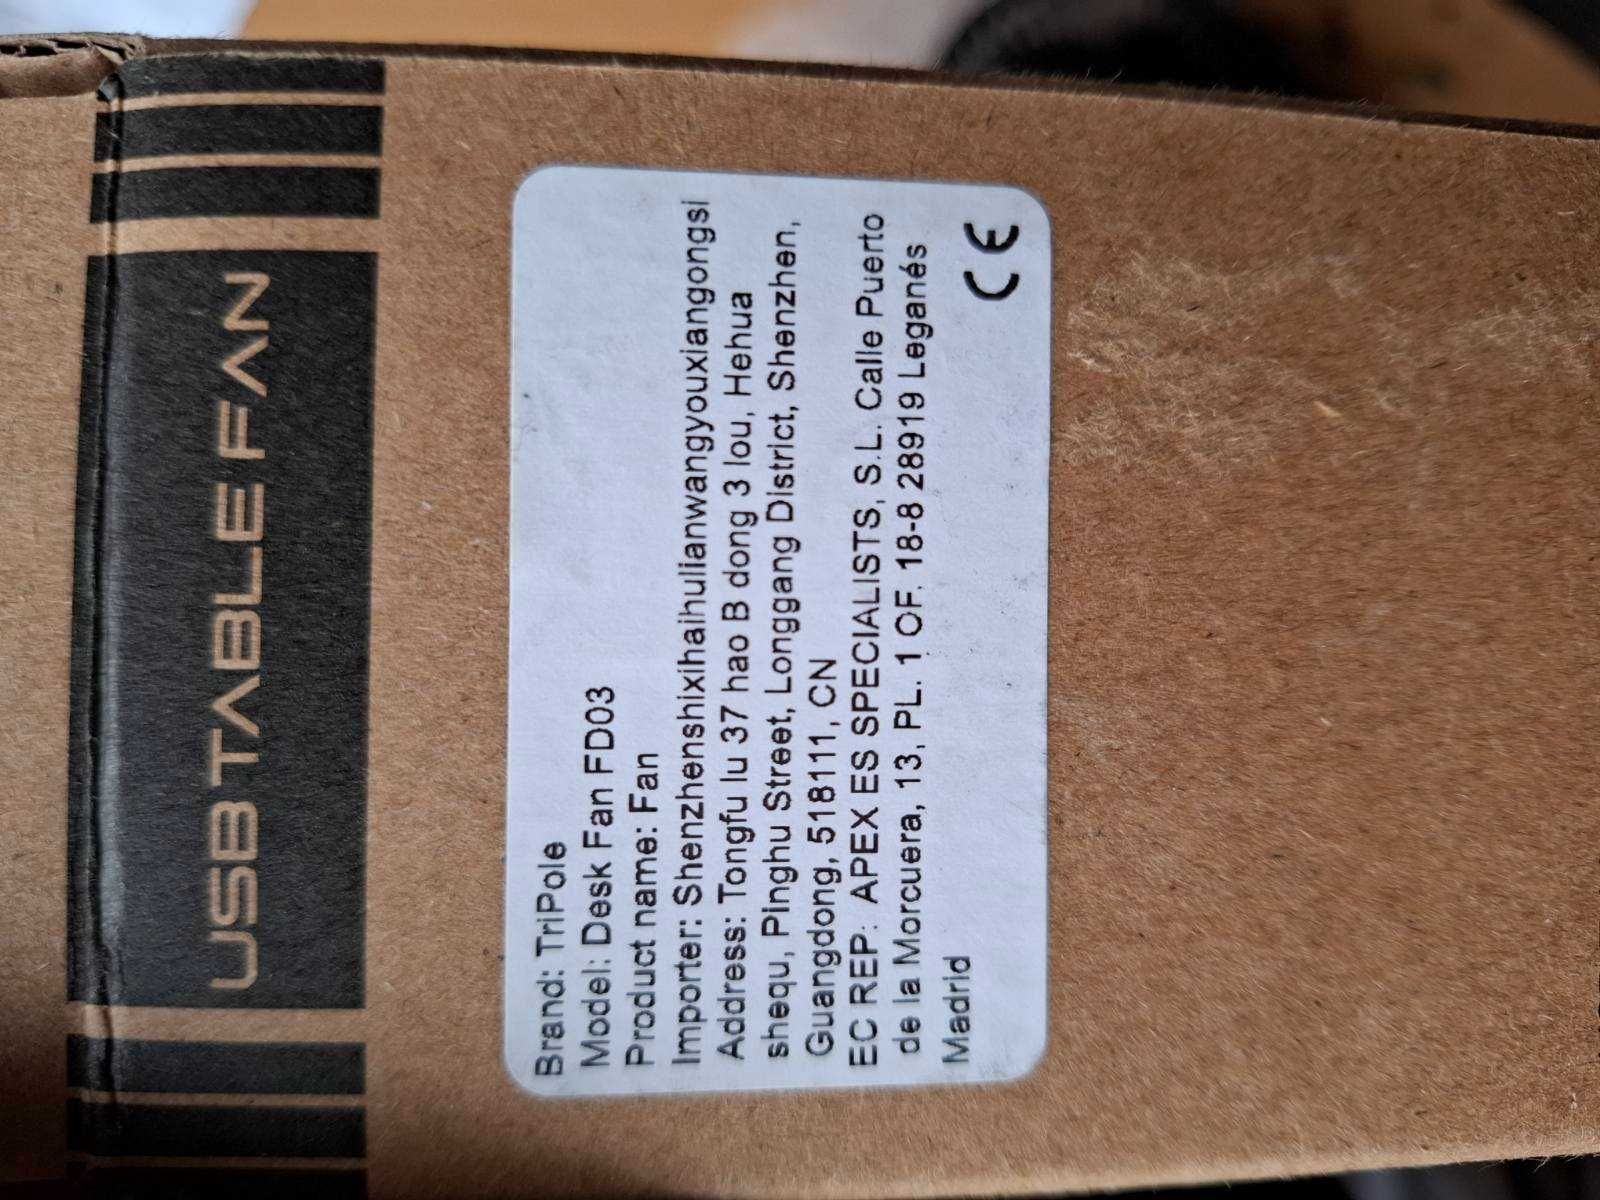 USB TABLE FAN
Brand: TriPole
Model: Desk Fan FD03
Product name: Fan
Importer: Shenzhenshixihaihulianwangyouxiangongsi
Address: Tongfu lu 37 hao B dong 3 lou, Hehua
shequ, Pinghu Street, Longgang District, Shenzhen,
Guangdong, 518111, CN
EC REP: APEX ES SPECIALISTS, S.L. Calle Puerto
de la Morcuera, 13, PL. 1 OF. 18-8 28919 Leganés
Madrid
CE